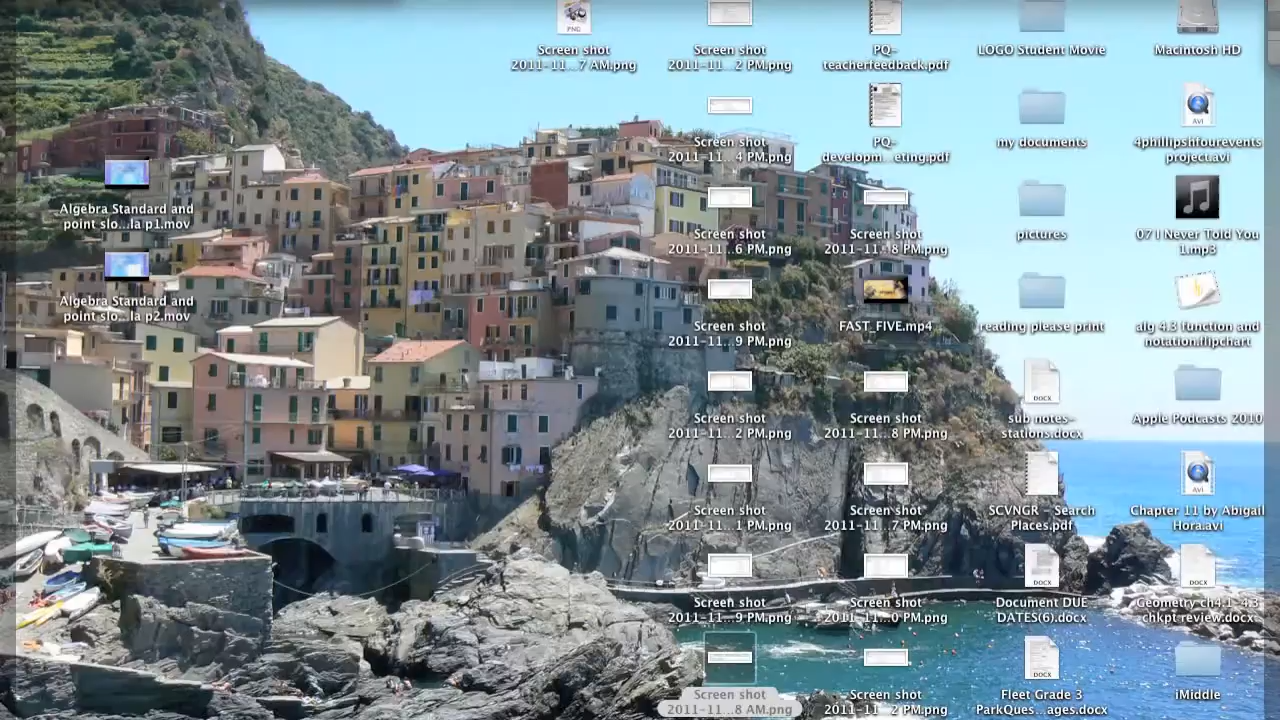 Screen shot
2011-11...7 AM.png
Screen shot
2011-11...2 PM.png
PQ-
teacherfeedback.pdf
LOGO Student Movie
Macintosh HD
Screen shot
2011-11...4 PM.png
PQ-
developm...eting.pdf
my documents
4phillipsiifourevents
project.avi
Algebra Standard and
point slo...la p1.mov
Screen shot
2011-11...6 PM.png
Screen shot
2011-11...8 PM.png
pictures
07 I Never Told You
1.mp3
Algebra Standard and
point slo...la p2.mov
Screen shot
2011-11...9 PM.png
FAST_FIVE.mp4
reading please print
alg 4.3 function and
notation.flipchart
Screen shot
2011-11...2 PM.png
Screen shot
2011-11...8 PM.png
DOCX
sub notes-
stations.docx
Apple Podcasts 2010
Screen shot
2011-11...1 PM.png
Screen shot
2011-11...7 PM.png
SCVNGR - Search
Places.pdf
AVI
Chapter 11 by Abigail
Hora.avi
Screen shot
2011-11...9 PM.png
Screen shot
2011-11...0 PM.png
DOCX
Document DUE
DATES(6).docx
DOCX
Geometry ch4.1-4.3
chkpt review.docx
Screen shot
2011-11...8 AM.png
Screen shot
2011-11...2 PM.png
DOCX
Fleet Grade 3
ParkQues...ages.docx
iMiddle
PNG
AVI